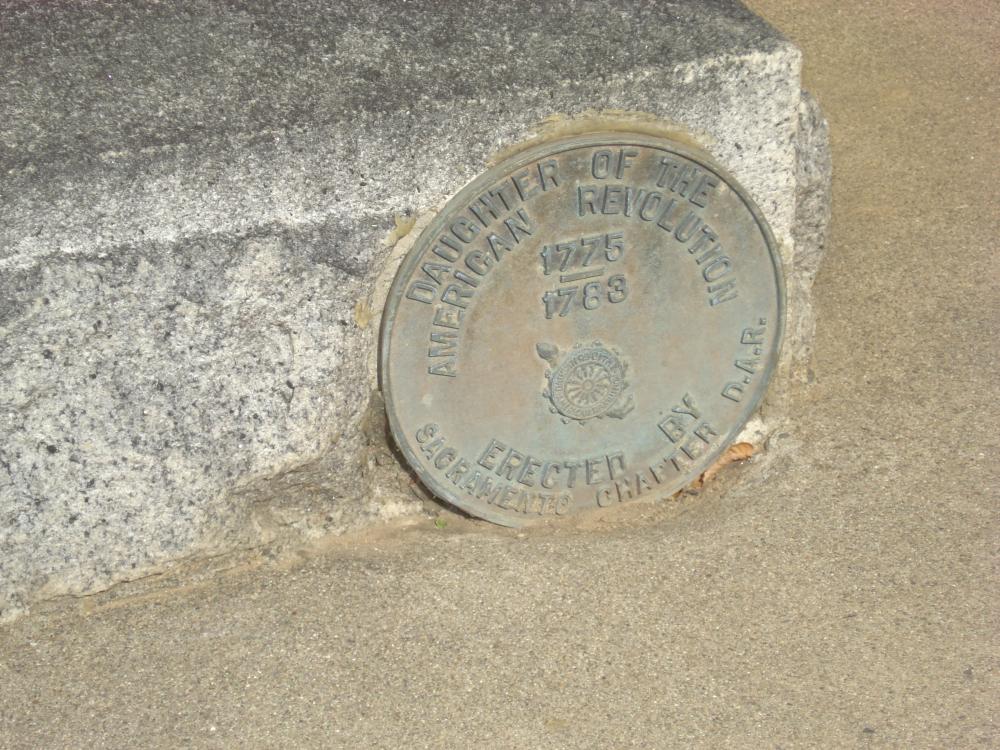 DAUGHTER OF THE
AMERICAN REVOLUTION
1775
1783
ERECTED BY
SACRAMENTO CHAPTER D.A.R.